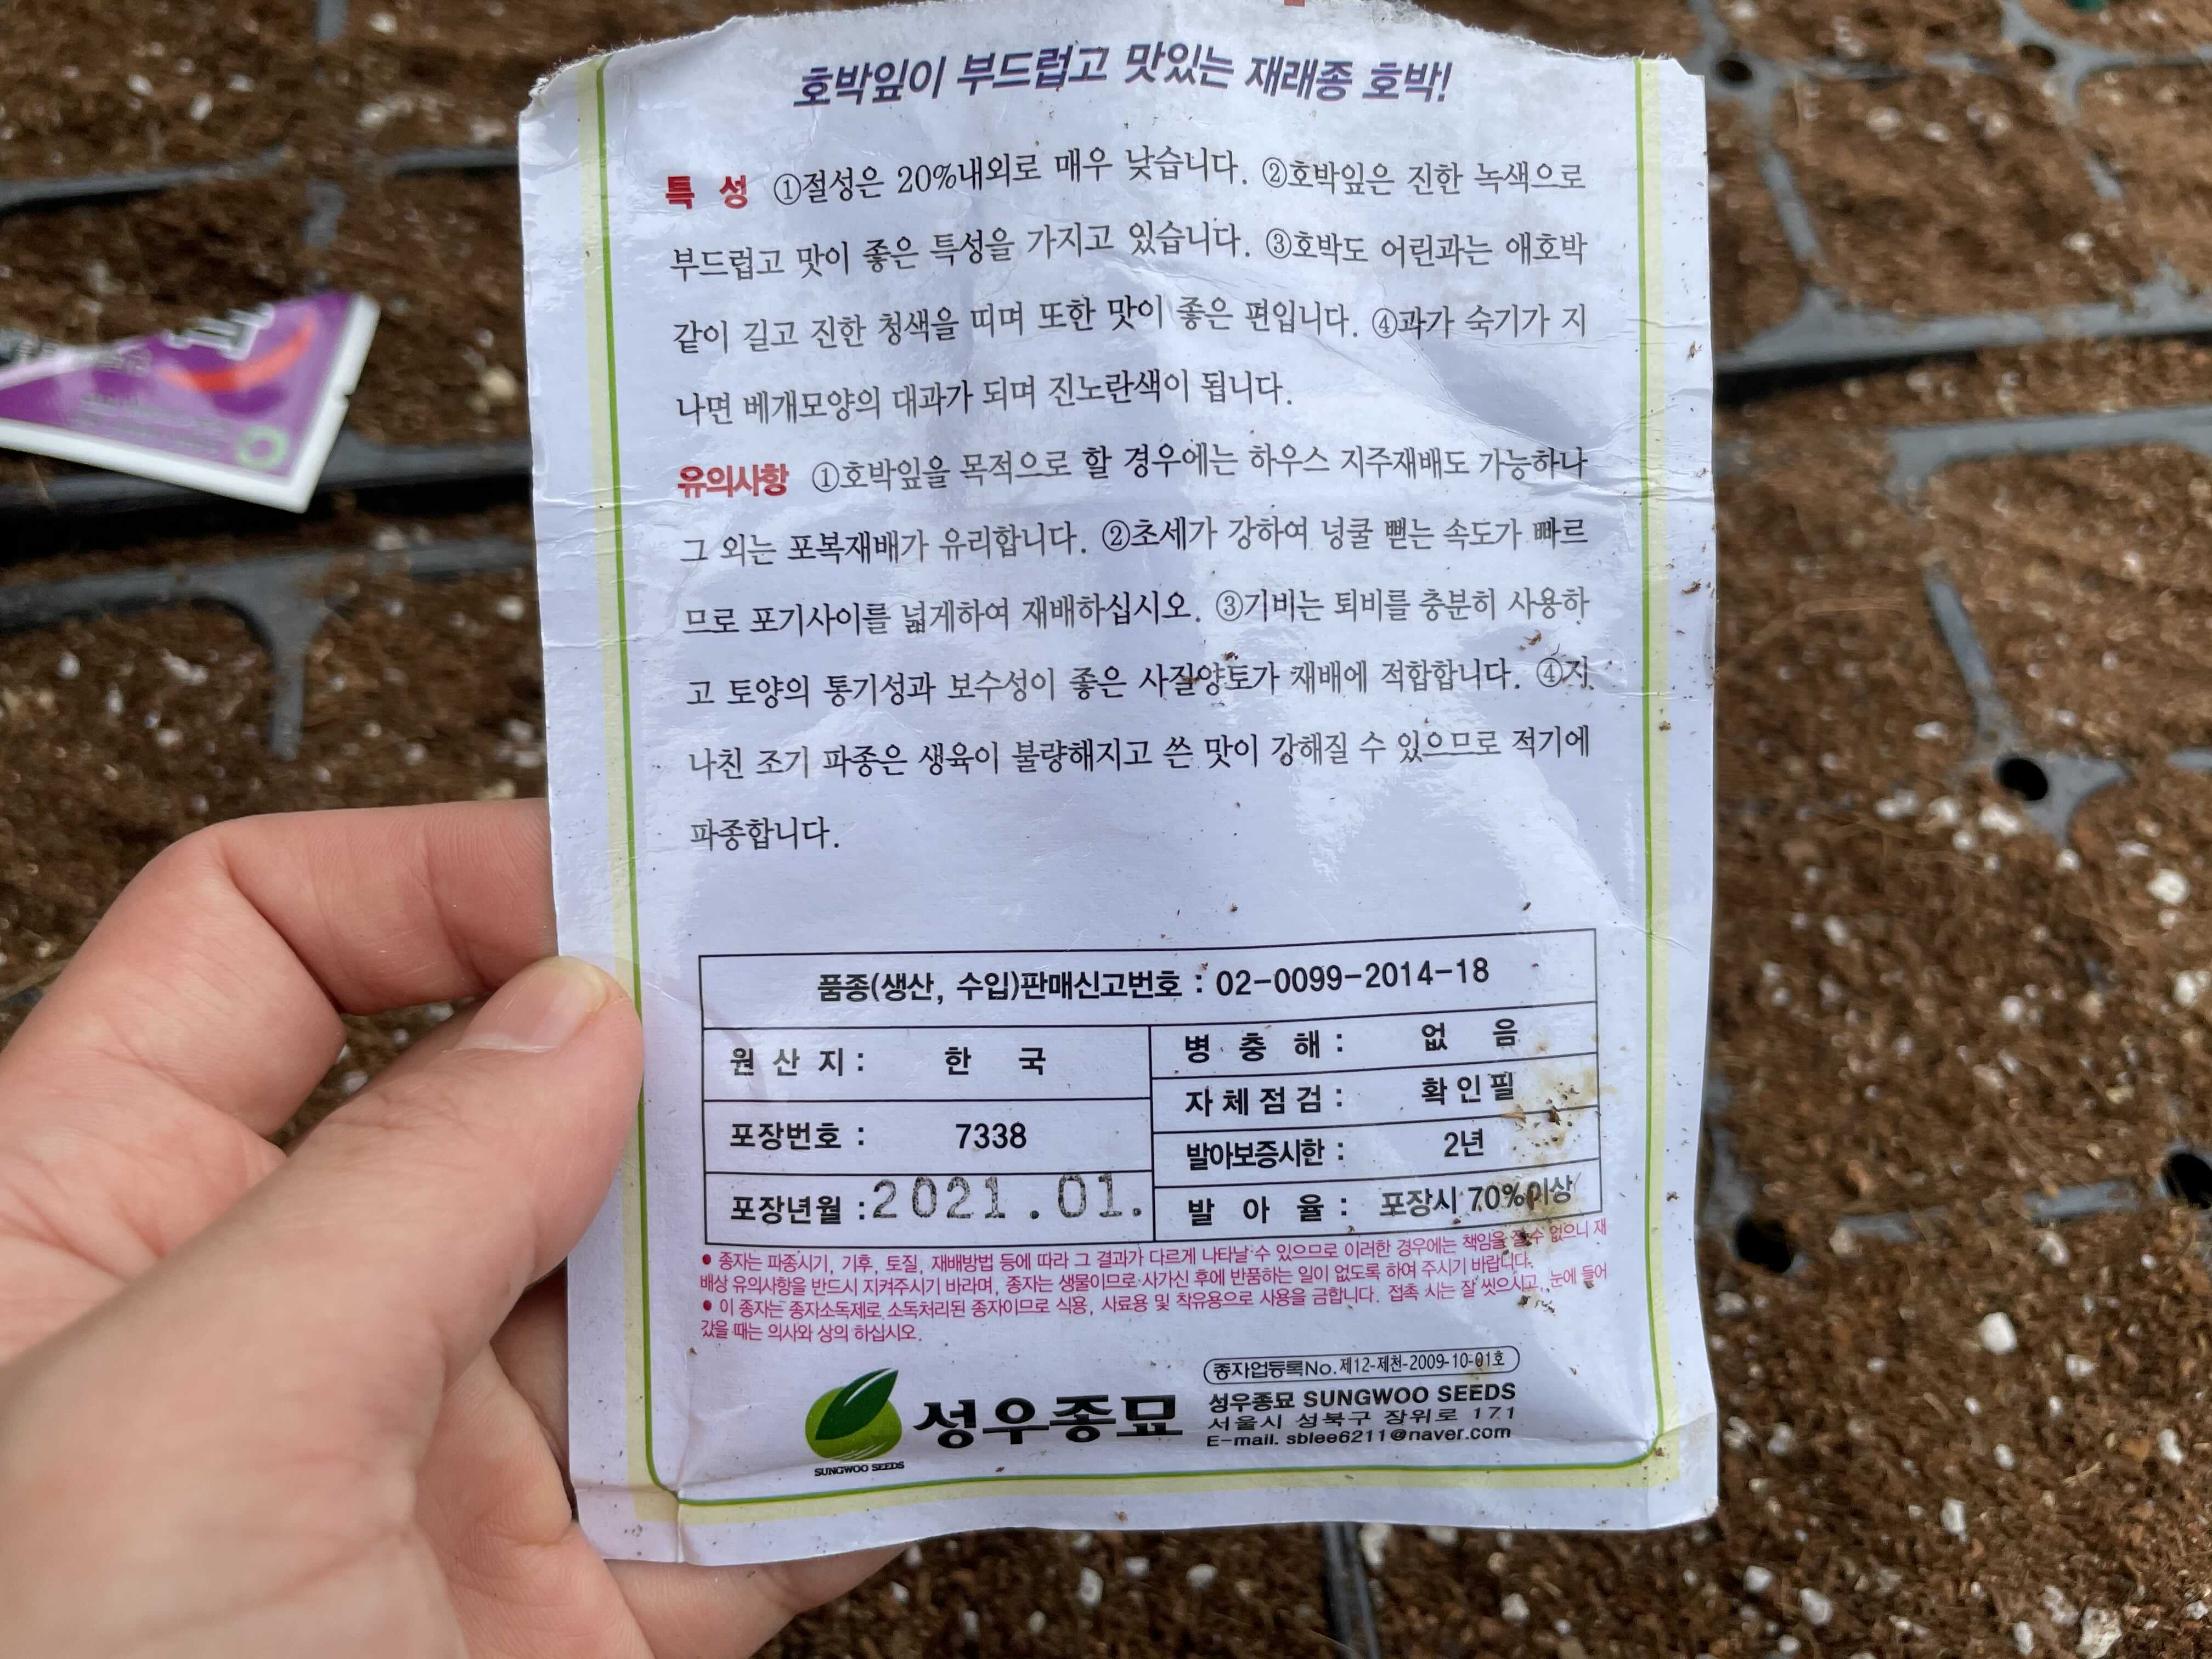 호박잎이 부드럽고 맛있는 재래종 호박!
특 성 ①절성은 20%내외로 매우 낮습니다. ②호박잎은 진한 녹색으로
부드럽고 맛이 좋은 특성을 가지고 있습니다. ③호박도 어린과는 애호박
같이 길고 진한 청색을 띠며 또한 맛이 좋은 편입니다. ④과가 숙기가 지
나면 베개모양의 대과가 되며 진노란색이 됩니다.
유의사항 ①호박잎을 목적으로 할 경우에는 하우스 지주재배도 가능하나
그 외는 포복재배가 유리합니다. ②초세가 강하여 넝쿨 뻗는 속도가 빠르
므로 포기사이를 넓게하여 재배하십시오. ③기비는 퇴비를 충분히 사용하
고 토양의 통기성과 보수성이 좋은 사질양토가 재배에 적합합니다. ④지
나친 조기 파종은 생육이 불량해지고 쓴 맛이 강해질 수 있으므로 적기에
파종합니다.
품종(생산, 수입)판매신고번호 : 02-0099-2014-18
원 산 지 : 한 국
포장번호 : 7338
포장년월 : 2021.01.
병 충 해 : 없 음
자체점검 : 확인필
발아보증시한 : 2년
발 아 율 : 포장시 70%이상
• 종자는 파종시기, 기후, 토질, 재배방법 등에 따라 그 결과가 다르게 나타날 수 있으므로 이러한 경우에는 책임을 질 수 없으니 재
배상 유의사항을 반드시 지켜주시기 바라며, 종자는 생물이므로 사가신 후에 반품하는 일이 없도록 하여 주시기 바랍니다.
• 이 종자는 종자소독제로 소독처리된 종자이므로 식용, 사료용 및 착유용으로 사용을 금합니다. 접촉 시는 잘 씻으시고, 눈에 들어
갔을 때는 의사와 상의 하십시오.
SUNGWOO SEEDS
성우종묘
종자업등록No.제12-제천-2009-10-01호
성우종묘 SUNGWOO SEEDS
서울시 성북구 장위로 171
E-mail. sblee6211@naver.com